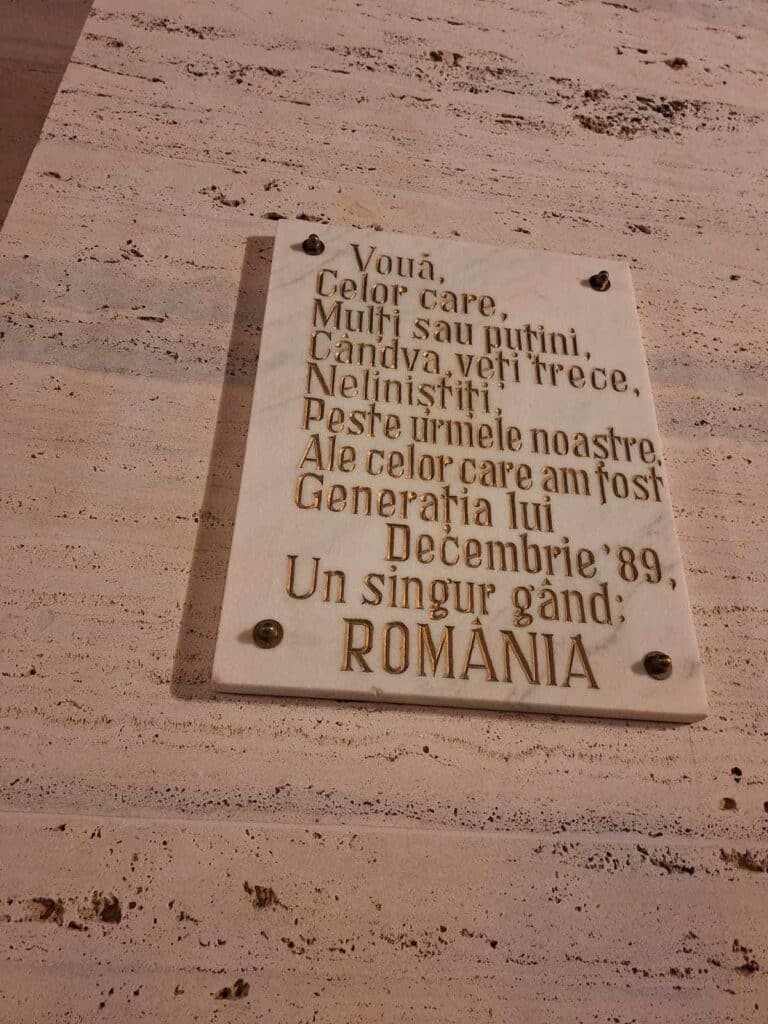 Vouă,
Celor care,
Mulți sau puțini,
Cândva, veți trece,
Neliniștiți,
Peste urmele noastre,
Ale celor care am fost
Generația lui
Decembrie '89,
Un singur gând:
ROMÂNIA